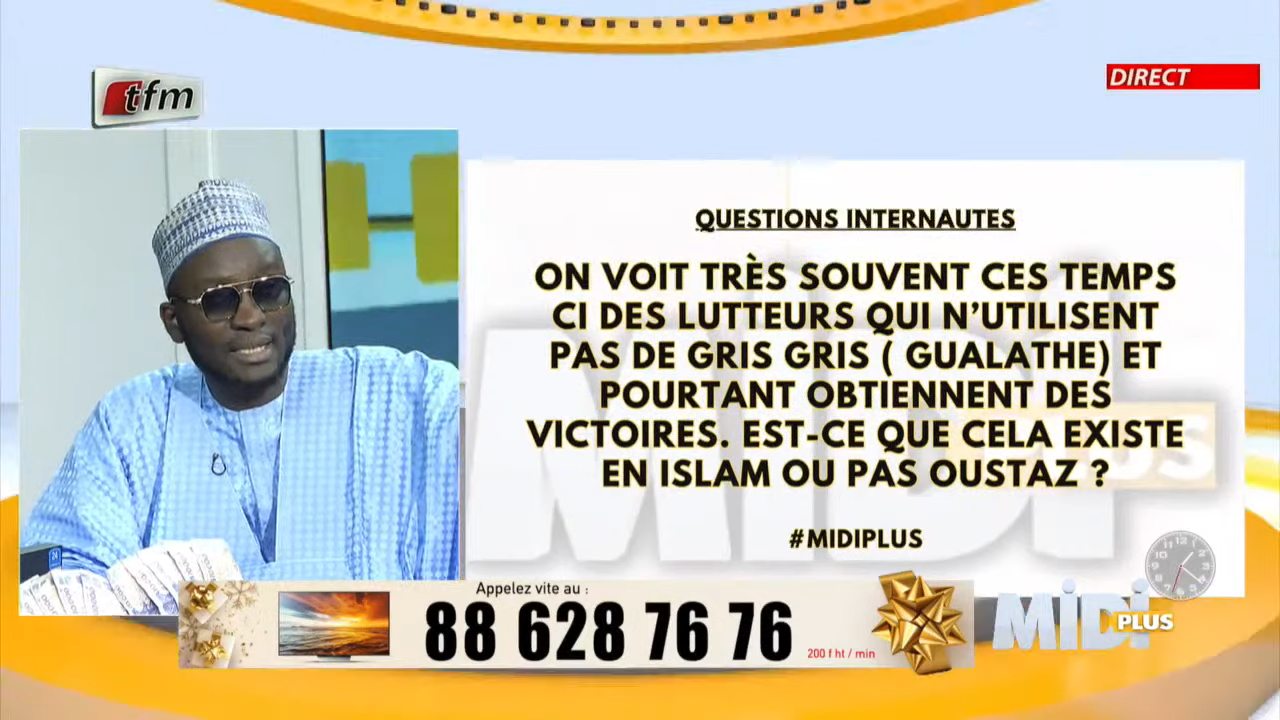 tfm
DIRECT
QUESTIONS INTERNAUTES
ON VOIT TRÈS SOUVENT CES TEMPS
CI DES LUTTEURS QUI N'UTILISENT
PAS DE GRIS GRIS ( GUALATHE) ET
POURTANT OBTIENNENT DES
VICTOIRES. EST-CE QUE CELA EXISTE
EN ISLAM OU PAS OUSTAZ ?
#MIDIPLUS
Appelez vite au :
88 628 76 76
200 f ht / min
MiDi
PLUS